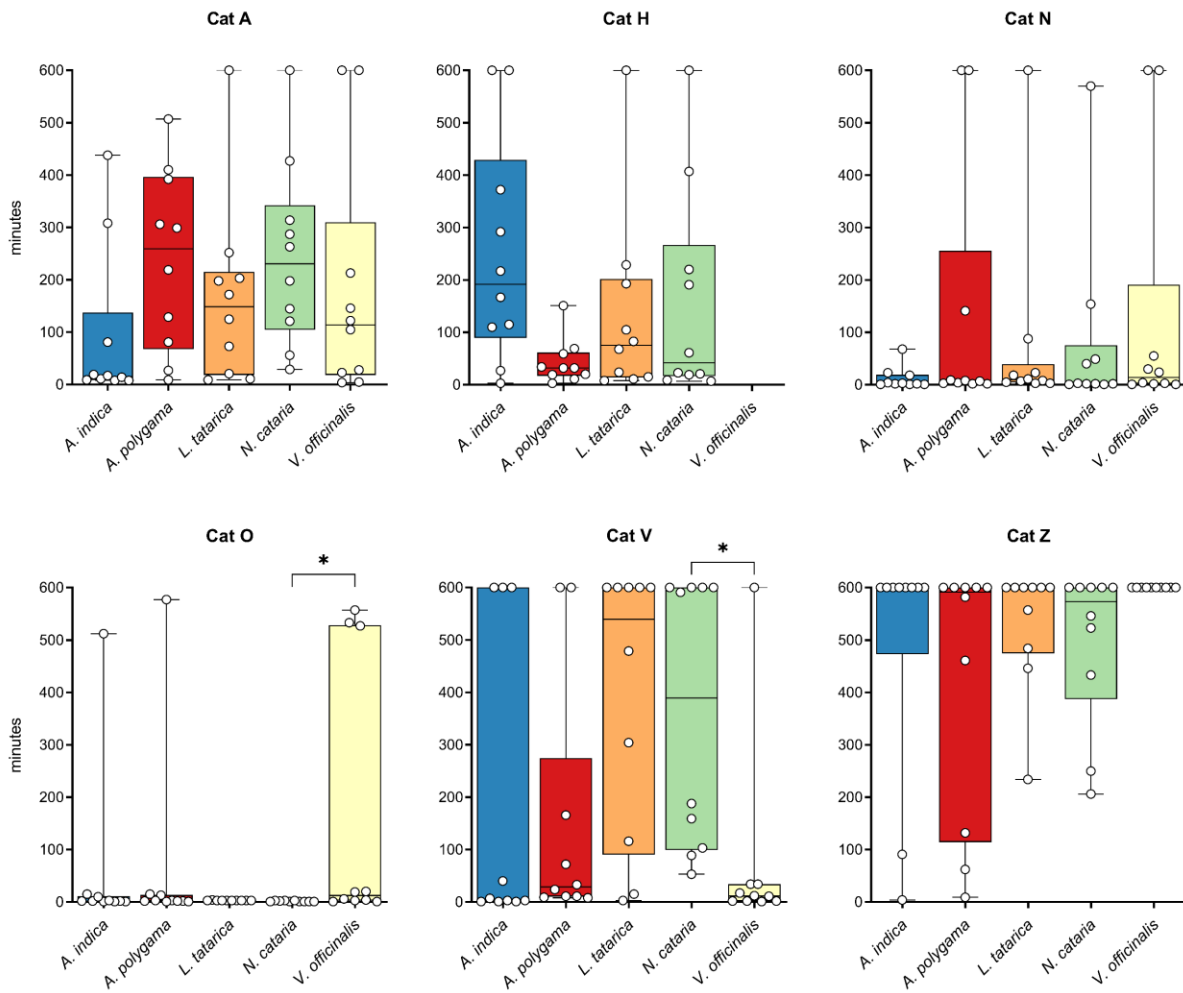 Cat A
Cat H
Cat N
minutes
600
500
400
300
200
100
0
A. indica
A. polygama
L. tatarica
N. cataria
V. officinalis
600
500
400
300
200
100
0
A. indica
A. polygama
L. tatarica
N. cataria
V. officinalis
600
500
400
300
200
100
0
A. indica
A. polygama
L. tatarica
N. cataria
V. officinalis
Cat O
Cat V
Cat Z
minutes
600
500
400
300
200
100
0
*
A. indica
A. polygama
L. tatarica
N. cataria
V. officinalis
600
500
400
300
200
100
0
*
A. indica
A. polygama
L. tatarica
N. cataria
V. officinalis
600
500
400
300
200
100
0
A. indica
A. polygama
L. tatarica
N. cataria
V. officinalis